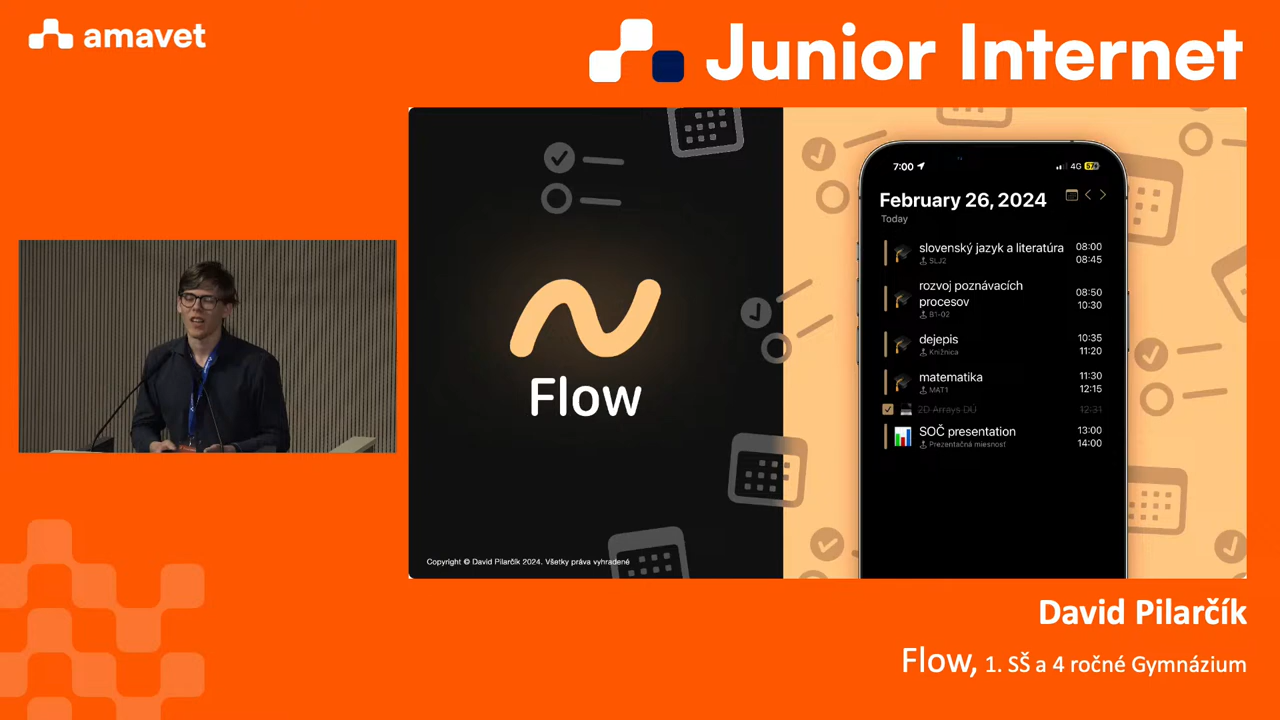 amavet
Junior Internet
Flow
Copyright © David Pilarčík 2024. Všetky práva vyhradené
7:00
4G
57
February 26, 2024
Today
slovenský jazyk a literatúra 08:00
SLJ2 08:45
rozvoj poznávacích
procesov
B1-02
08:50
10:30
dejepis 10:35
Knižnica 11:20
matematika 11:30
MAT1 12:15
2D Arrays DÚ 12:31
SOČ presentation 13:00
Prezentačná miesnosť 14:00
David Pilarčík
Flow, 1. SŠ a 4 ročné Gymnázium